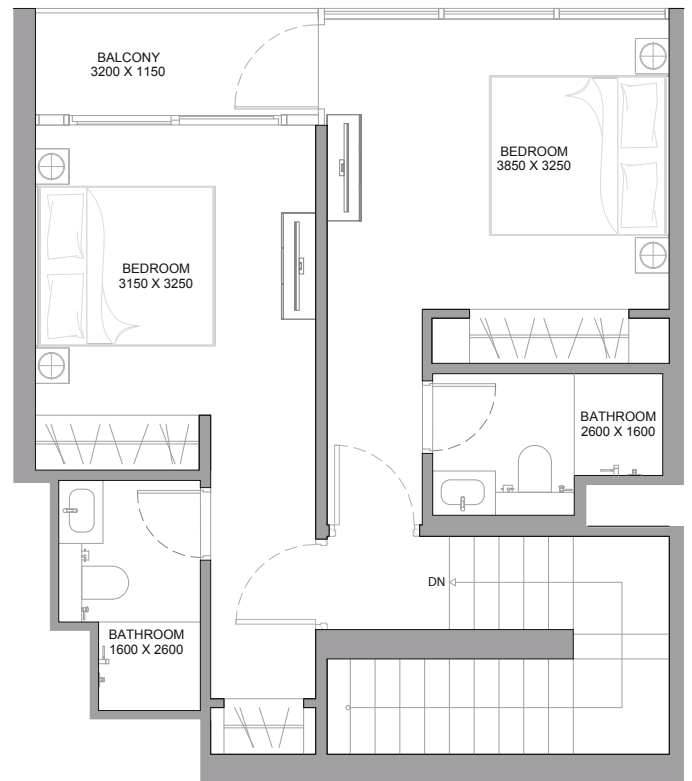 BALCONY
3200 X 1150
BEDROOM
3850 X 3250
BEDROOM
3150 X 3250
BATHROOM
2600 X 1600
DN
BATHROOM
1600 X 2600